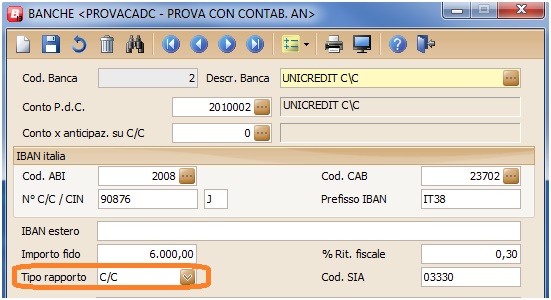 BANCHE <PROVACADC - PROVA CON CONTAB. AN>
Cod. Banca 2 Descr. Banca UNICREDIT C\C
Conto P.d.C. 2010002 UNICREDIT C\C
Conto x anticipaz. su C/C 0
IBAN italia
Cod. ABI 2008 Cod. CAB 23702
N° C/C / CIN 90876 J Prefisso IBAN IT38
IBAN estero
Importo fido 6.000,00 % Rit. fiscale 0,30
Tipo rapporto C/C Cod. SIA 03330